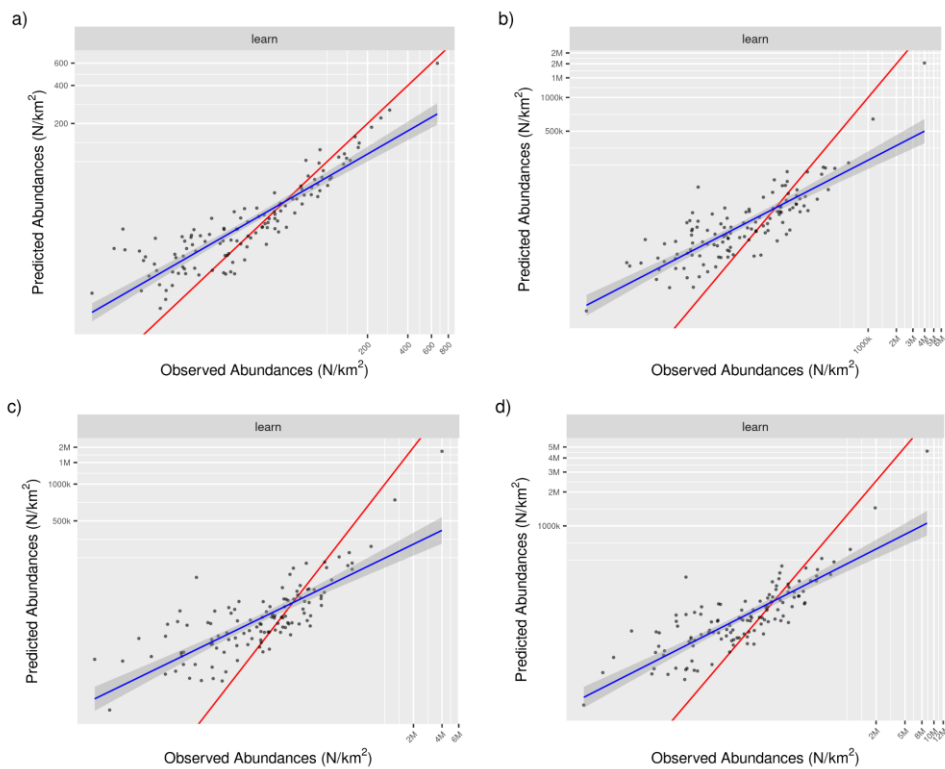 a)
learn
600
400
200
Predicted Abundances (N/km²)
200
400
600
800
Observed Abundances (N/km²)
b)
learn
2M
2M
1M
1000k
500k
Predicted Abundances (N/km²)
1000k
2M
3M
4M
5M
6M
Observed Abundances (N/km²)
c)
learn
2M
1M
1000k
500k
Predicted Abundances (N/km²)
2M
4M
6M
Observed Abundances (N/km²)
d)
learn
5M
4M
3M
2M
1000k
Predicted Abundances (N/km²)
2M
5M
8M
10M
12M
Observed Abundances (N/km²)